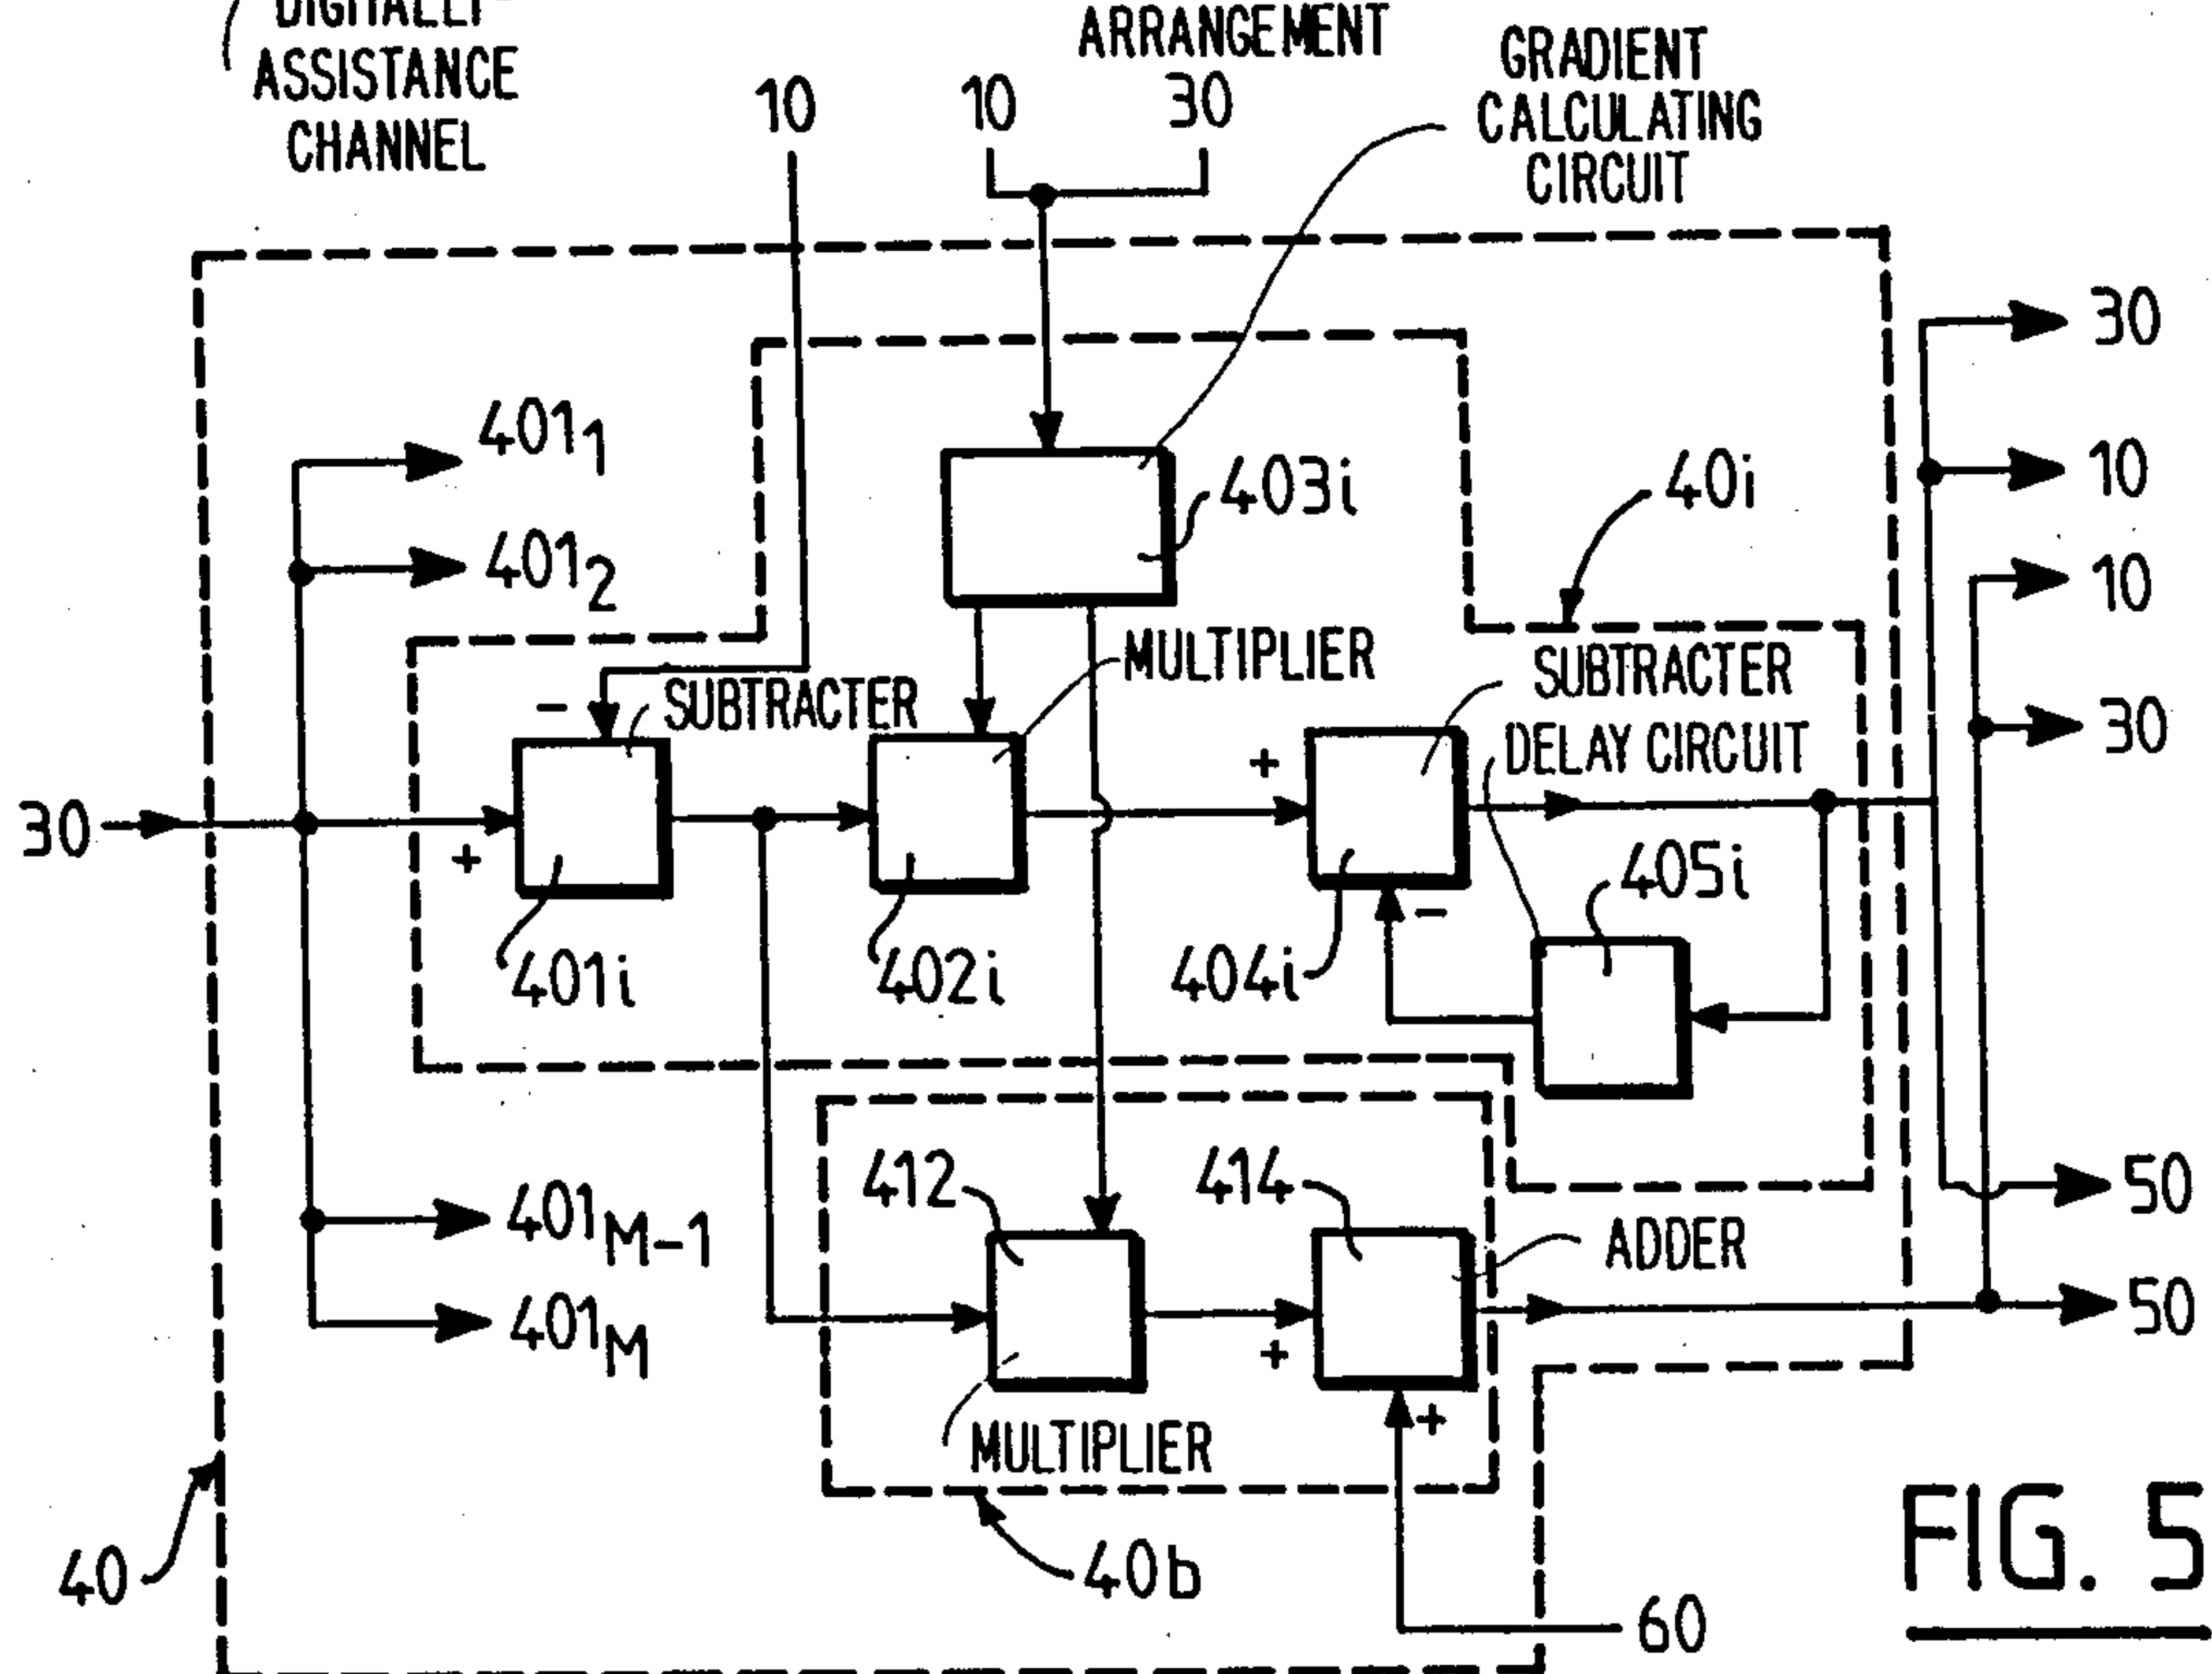 ASSISTANCE
CHANNEL
ARRANGEMENT
10
10
30
GRADIENT
CALCULATING
CIRCUIT
30
401₁
403i
40i
10
401₂
10
MULTIPLIER
SUBTRACTER
- SUBTRACTER
DELAY CIRCUIT
30
+
30
+
405i
-
401i
402i
404i
412
414
50
401M-1
ADDER
401M
50
+
+
MULTIPLIER
40
40b
60
FIG. 5